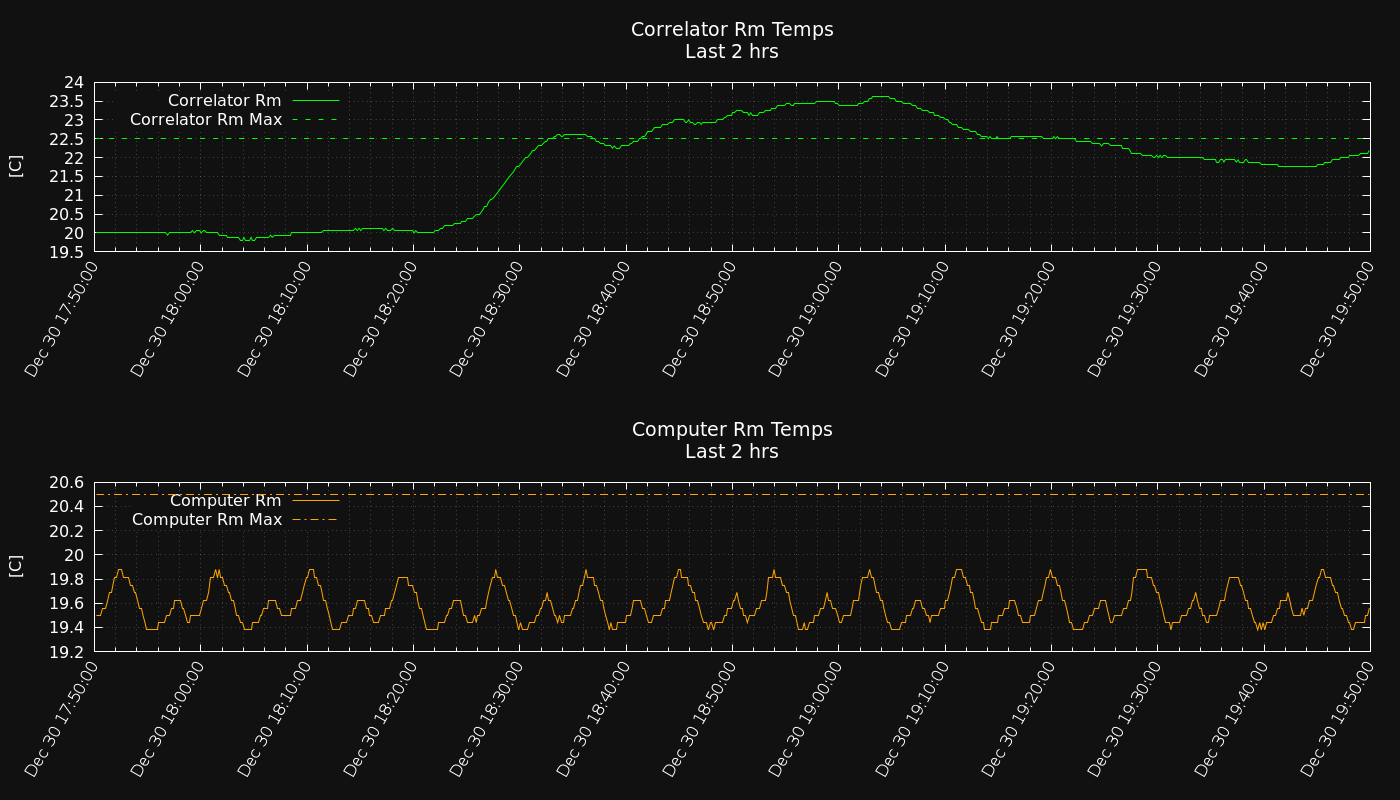 Correlator Rm Temps
Last 2 hrs
24
23.5
23
22.5
22
21.5
21
20.5
20
19.5
[C]
Correlator Rm
Correlator Rm Max
Dec 30 17:50:00
Dec 30 18:00:00
Dec 30 18:10:00
Dec 30 18:20:00
Dec 30 18:30:00
Dec 30 18:40:00
Dec 30 18:50:00
Dec 30 19:00:00
Dec 30 19:10:00
Dec 30 19:20:00
Dec 30 19:30:00
Dec 30 19:40:00
Dec 30 19:50:00
Computer Rm Temps
Last 2 hrs
20.6
20.4
20.2
20
19.8
19.6
19.4
19.2
[C]
Computer Rm
Computer Rm Max
Dec 30 17:50:00
Dec 30 18:00:00
Dec 30 18:10:00
Dec 30 18:20:00
Dec 30 18:30:00
Dec 30 18:40:00
Dec 30 18:50:00
Dec 30 19:00:00
Dec 30 19:10:00
Dec 30 19:20:00
Dec 30 19:30:00
Dec 30 19:40:00
Dec 30 19:50:00